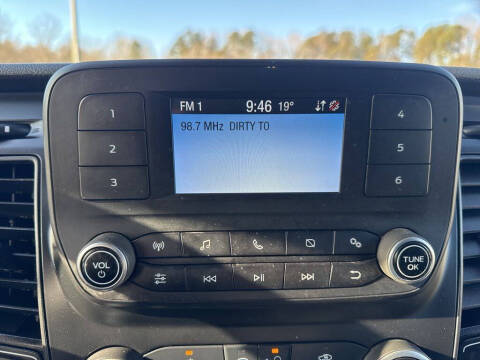 FM 1 9:46 19°
98.7 MHz DIRTY TO
1
2
3
4
5
6
VOL
TUNE
OK